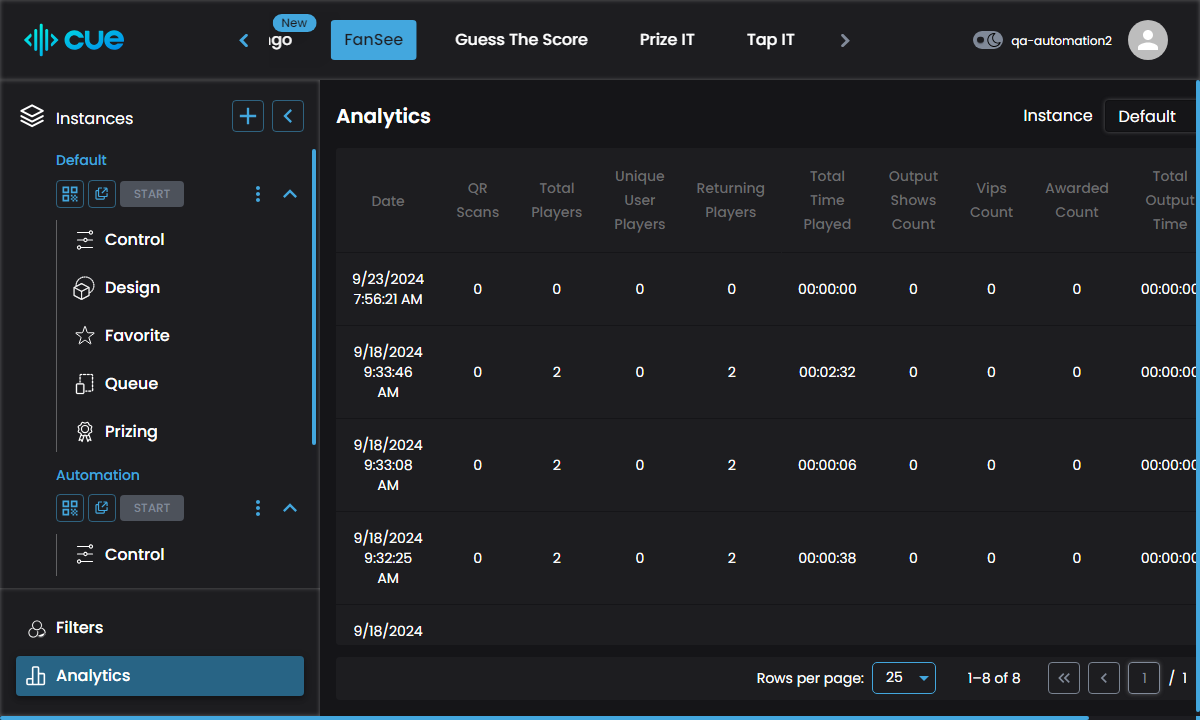 cue
New
ngo
FanSee
Guess The Score
Prize IT
Tap IT
qa-automation2
Instances
Default
START
Control
Design
Favorite
Queue
Prizing
Automation
START
Control
Filters
Analytics
Analytics
Instance
Default
Date
QR Scans
Total Players
Unique User Players
Returning Players
Total Time Played
Output Shows Count
Vips Count
Awarded Count
Total Output Time
9/23/2024 7:56:21 AM 0 0 0 0 00:00:00 0 0 0 00:00:00
9/18/2024 9:33:46 AM 0 2 0 2 00:02:32 0 0 0 00:00:00
9/18/2024 9:33:08 AM 0 2 0 2 00:00:06 0 0 0 00:00:00
9/18/2024 9:32:25 AM 0 2 0 2 00:00:38 0 0 0 00:00:00
9/18/2024
Rows per page: 25 1–8 of 8 1 / 1